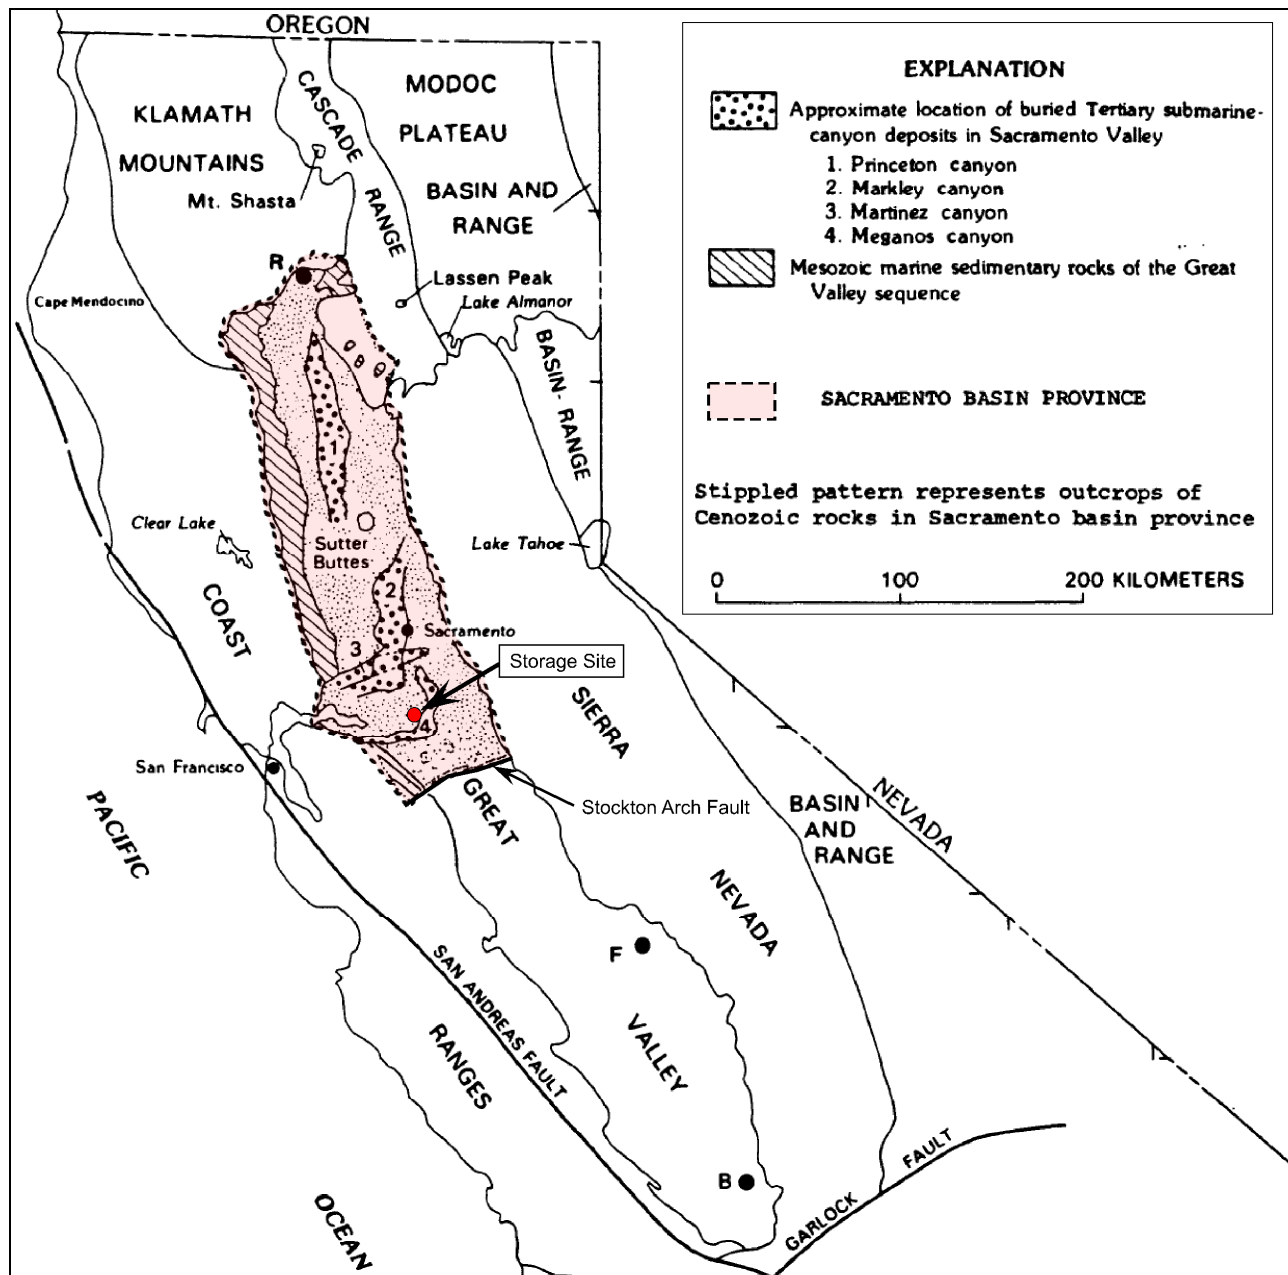 OREGON
KLAMATH
MOUNTAINS
Mt. Shasta
CASCADE
RANGE
MODOC
PLATEAU
BASIN AND
RANGE
R
Cape Mendocino
Lassen Peak
Lake Almanor
BASIN-RANGE
1
Clear Lake
Sutter
Buttes
Lake Tahoe
2
COAST
3
Sacramento
Storage Site
4
SIERRA
San Francisco
Stockton Arch Fault
GREAT
PACIFIC
BASIN
AND
RANGE
NEVADA
NEVADA
F
SAN ANDREAS FAULT
VALLEY
RANGES
B
GARLOCK
FAULT
OCEAN
EXPLANATION
Approximate location of buried Tertiary submarine-
canyon deposits in Sacramento Valley
1. Princeton canyon
2. Markley canyon
3. Martinez canyon
4. Meganos canyon
Mesozoic marine sedimentary rocks of the Great
Valley sequence
SACRAMENTO BASIN PROVINCE
Stippled pattern represents outcrops of
Cenozoic rocks in Sacramento basin province
0 100 200 KILOMETERS